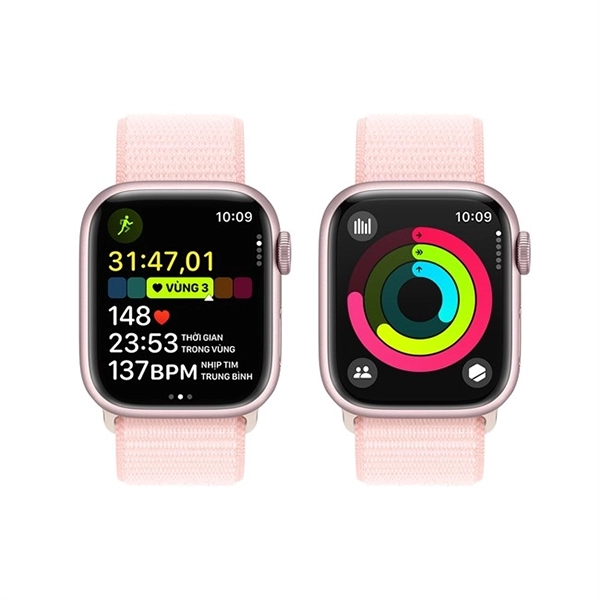 10:09
31:47,01
VÙNG 3
148
23:53 THỜI GIAN
TRONG VÙNG
137BPM NHỊP TIM
TRUNG BÌNH
10:09